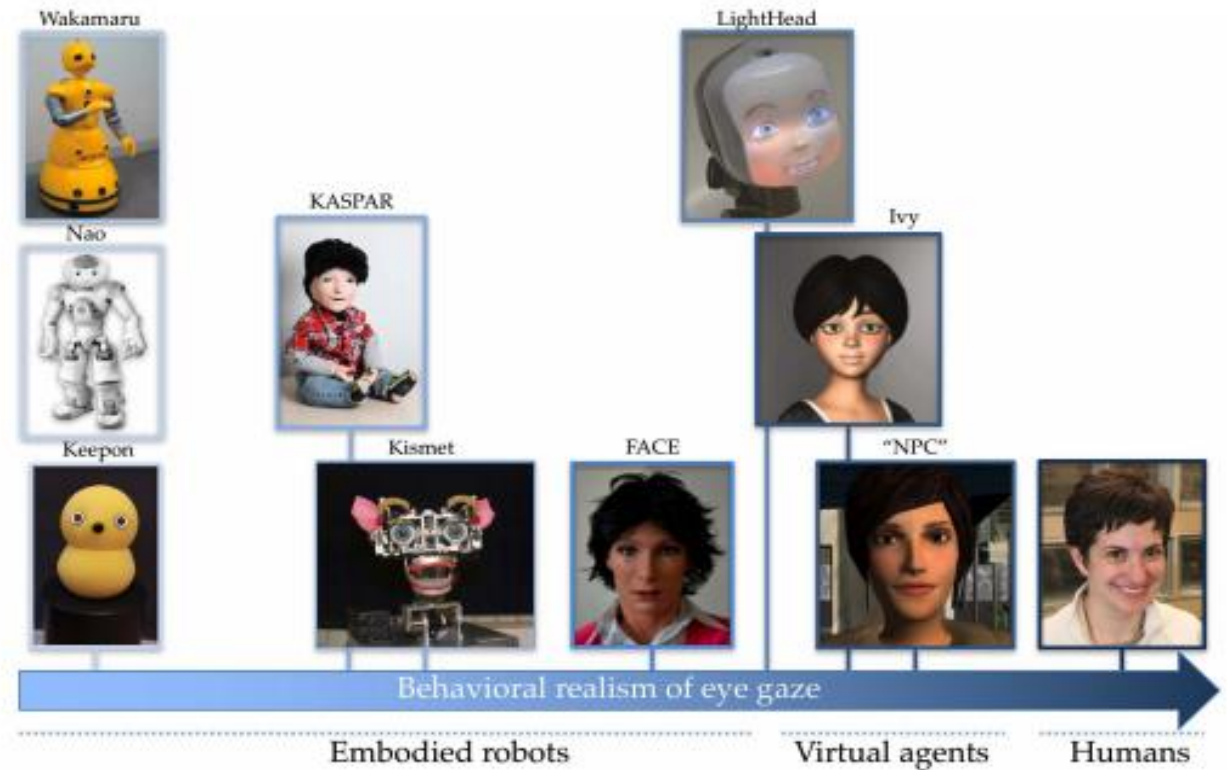 Wakamaru
LightHead
KASPAR
Ivy
Nao
Keepon
Kismet
FACE
“NPC”
Behavioral realism of eye gaze
Embodied robots
Virtual agents
Humans